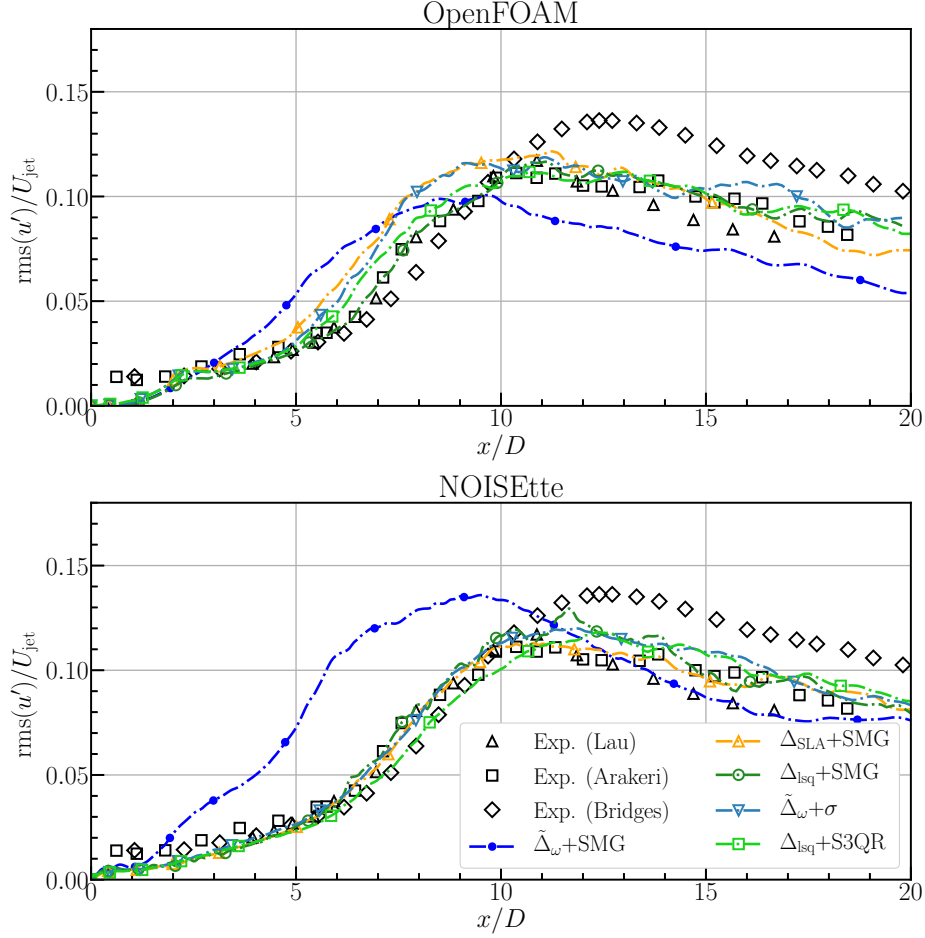 OpenFOAM
rms(u′)/U_jet
0.15
0.10
0.05
0.00
0 5 10 15 20
x/D
NOISEtte
rms(u′)/U_jet
0.15
0.10
0.05
0.00
0 5 10 15 20
x/D
Exp. (Lau)
Exp. (Arakeri)
Exp. (Bridges)
Δ̃_ω+SMG
Δ_SLA+SMG
Δ_lsq+SMG
Δ̃_ω+σ
Δ_lsq+S3QR